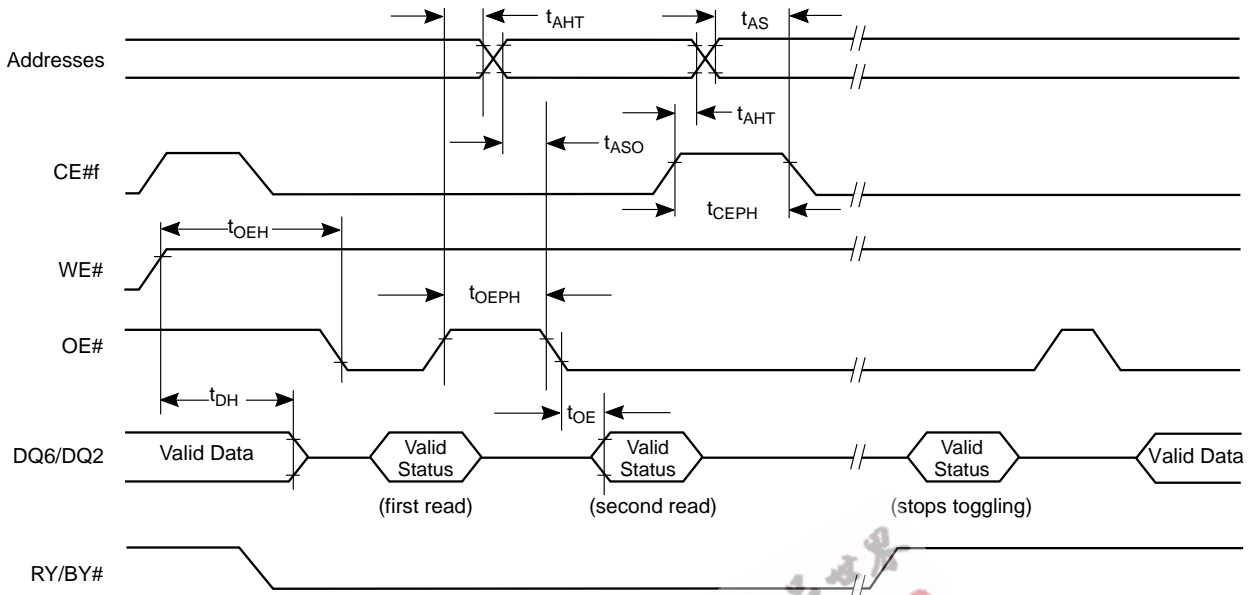 tAHT
tAS
Addresses
tAHT
tASO
CE#f
tCEPH
tOEH
WE#
tOEPH
OE#
tDH
tOE
DQ6/DQ2
Valid Data
Valid
Status
Valid
Status
Valid
Status
Valid Data
(first read)
(second read)
(stops toggling)
RY/BY#